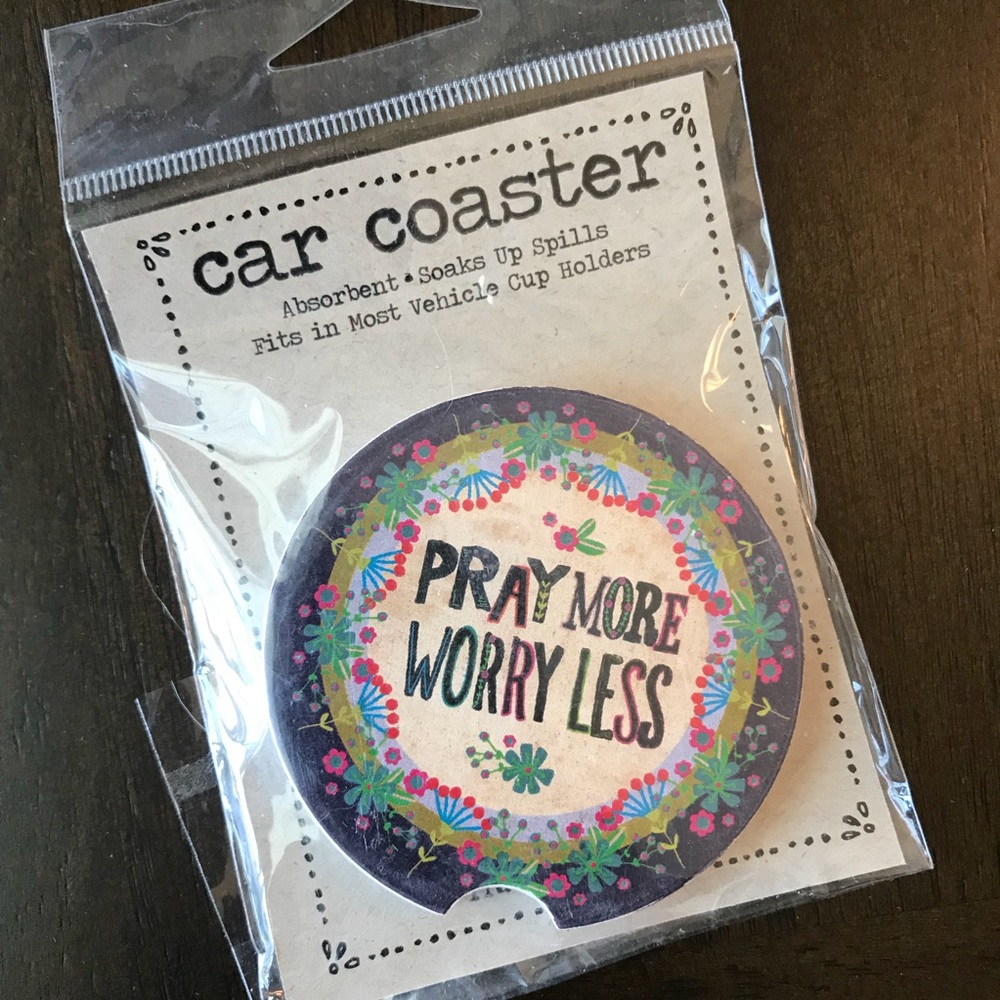 car coaster
Absorbent • Soaks Up Spills
Fits in Most Vehicle Cup Holders
PRAY MORE
WORRY LESS